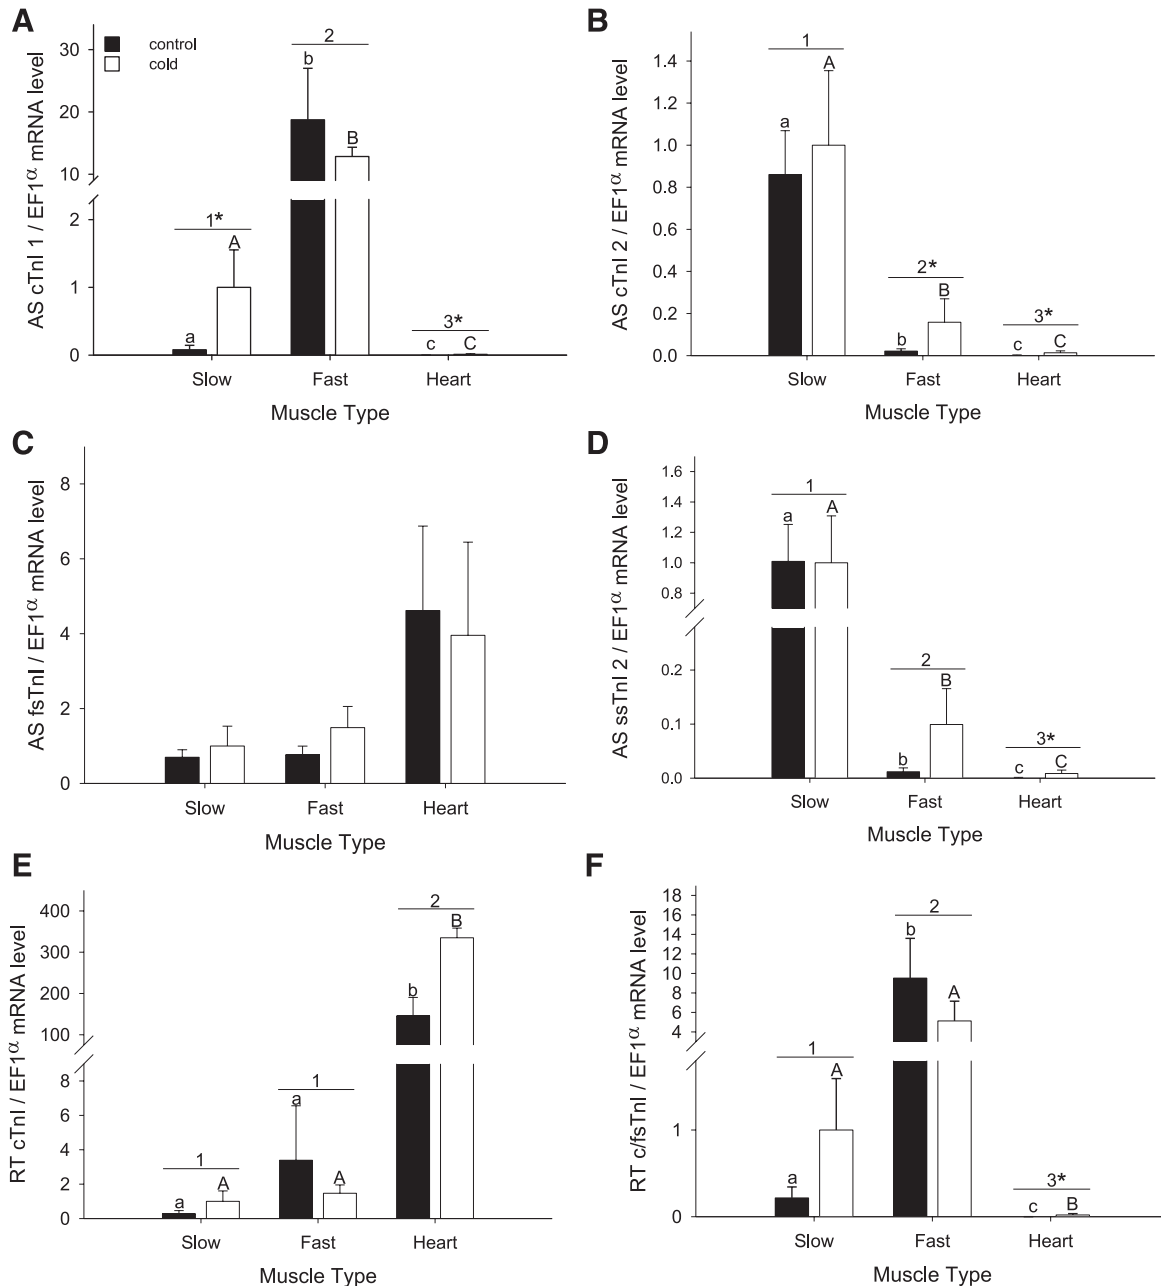 A
AS cTnI 1 / EF1α mRNA level
control
cold
30
20
10
2
1
0
1*
a
A
2
b
B
3*
c
C
Slow
Fast
Heart
Muscle Type
B
AS cTnI 2 / EF1α mRNA level
1.4
1.2
1.0
0.8
0.6
0.4
0.2
0.0
1
a
A
2*
b
B
3*
c
C
Slow
Fast
Heart
Muscle Type
C
AS fsTnI / EF1α mRNA level
8
6
4
2
0
Slow
Fast
Heart
Muscle Type
D
AS ssTnI 2 / EF1α mRNA level
1.6
1.4
1.2
1.0
0.8
0.2
0.1
0.0
1
a
A
2
b
B
3*
c
C
Slow
Fast
Heart
Muscle Type
E
RT cTnI / EF1α mRNA level
400
300
200
100
8
6
4
2
0
1
a
A
1
a
A
2
b
B
Slow
Fast
Heart
Muscle Type
F
RT c/fsTnI / EF1α mRNA level
18
16
14
12
10
8
6
4
1
0
1
a
A
2
b
A
3*
c
B
Slow
Fast
Heart
Muscle Type